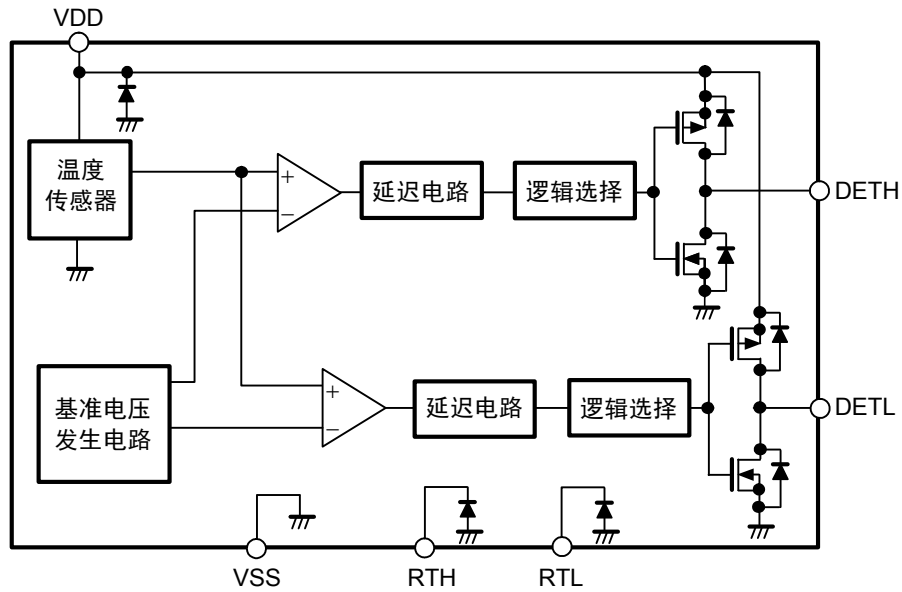 VDD
温度
传感器
+
−
延迟电路
逻辑选择
DETH
基准电压
发生电路
+
−
延迟电路
逻辑选择
DETL
VSS
RTH
RTL